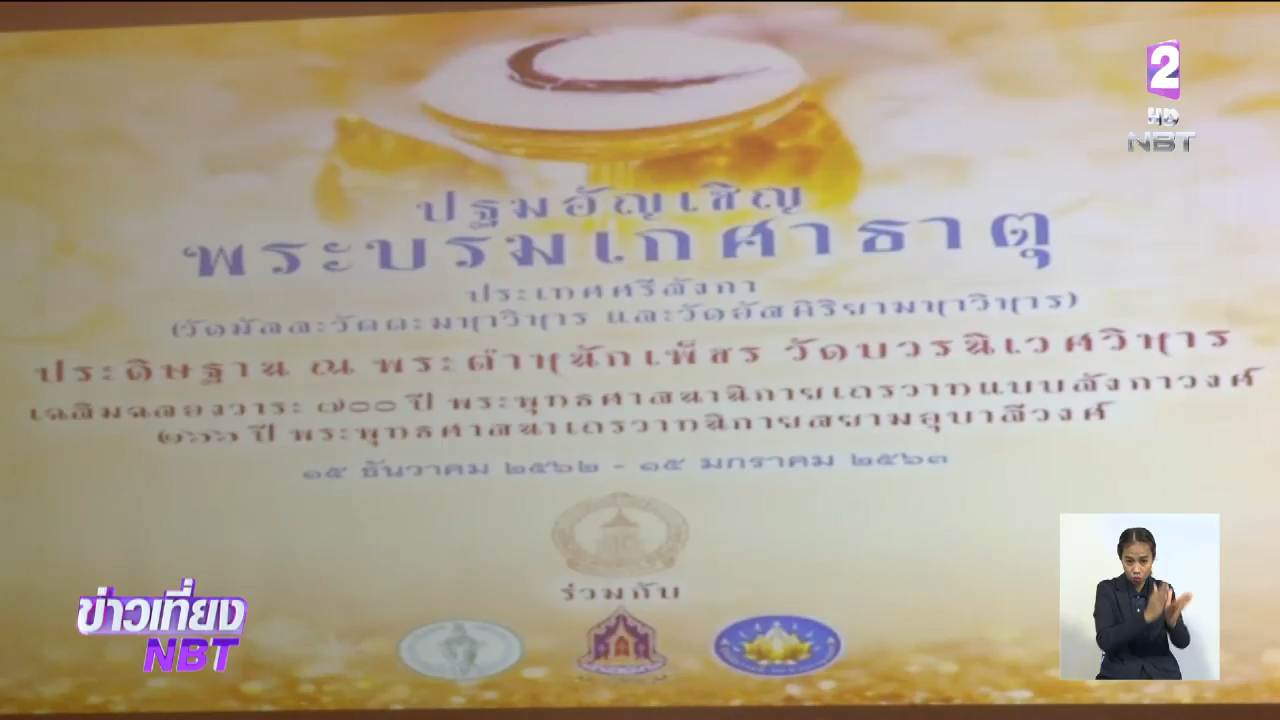 2
HD
NBT
ปฐมอัญเชิญ
พระบรมเกศาธาตุ
ประเทศศรีลังกา
(วัดมัลละวัตตะมหาวิหาร และวัดอัสคิริยามหาวิหาร)
ประดิษฐาน ณ พระตำหนักเพ็ชร วัดบวรนิเวศวิหาร
เฉลิมฉลองวาระ ๗๐๐ ปี พระพุทธศาสนานิกายเถรวาทแบบลังกาวงศ์
๒๖๖ ปี พระพุทธศาสนาเถรวาทนิกายสยามอุบาลีวงศ์
๑๕ ธันวาคม ๒๕๖๒ - ๑๕ มกราคม ๒๕๖๓
ร่วมกับ
ข่าวเที่ยง
NBT